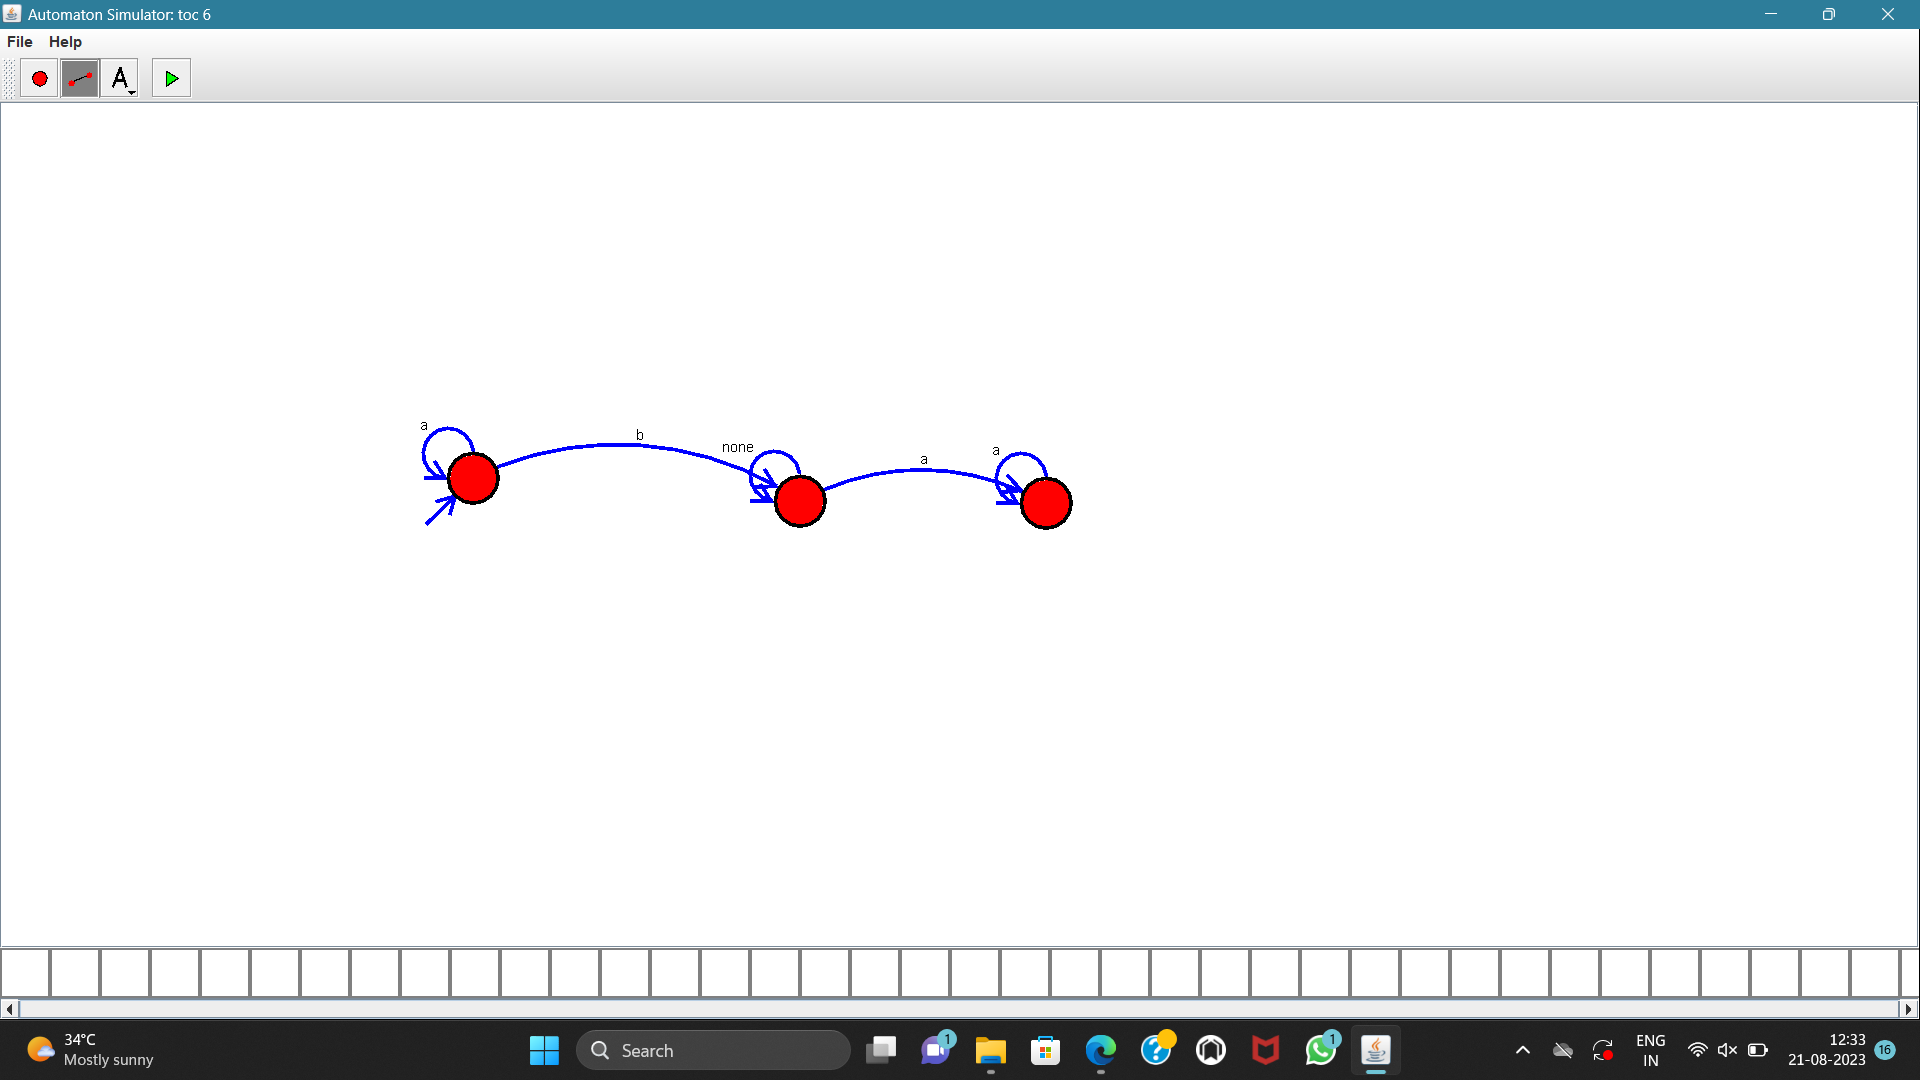 Automaton Simulator: toc 6
File Help
A
a
b
none
a
a
34°C
Mostly sunny
Search
1
1
ENG
IN
12:33
21-08-2023
16